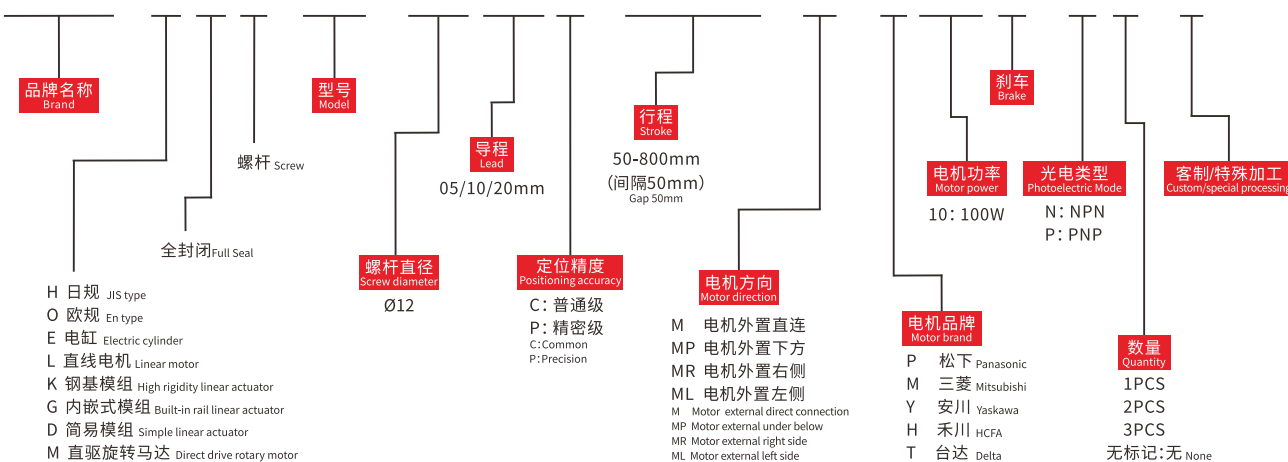 品牌名称
Brand
H 日规 JIS type
O 欧规 En type
E 电缸 Electric cylinder
L 直线电机 Linear motor
K 钢基模组 High rigidity linear actuator
G 内嵌式模组 Built-in rail linear actuator
D 简易模组 Simple linear actuator
M 直驱旋转马达 Direct drive rotary motor
全封闭 Full Seal
螺杆 Screw
型号
Model
螺杆直径
Screw diameter
Ø12
导程
Lead
05/10/20mm
定位精度
Positioning accuracy
C：普通级
P：精密级
C:Common
P:Precision
行程
Stroke
50-800mm
（间隔50mm）
Gap 50mm
电机方向
Motor direction
M 电机外置直连
MP 电机外置下方
MR 电机外置右侧
ML 电机外置左侧
M Motor external direct connection
MP Motor external under below
MR Motor external right side
ML Motor external left side
电机品牌
Motor brand
P 松下 Panasonic
M 三菱 Mitsubishi
Y 安川 Yaskawa
H 禾川 HCFA
T 台达 Delta
电机功率
Motor power
10：100W
刹车
Brake
光电类型
Photoelectric Mode
N：NPN
P：PNP
数量
Quantity
1PCS
2PCS
3PCS
无标记：无 None
客制/特殊加工
Custom/special processing